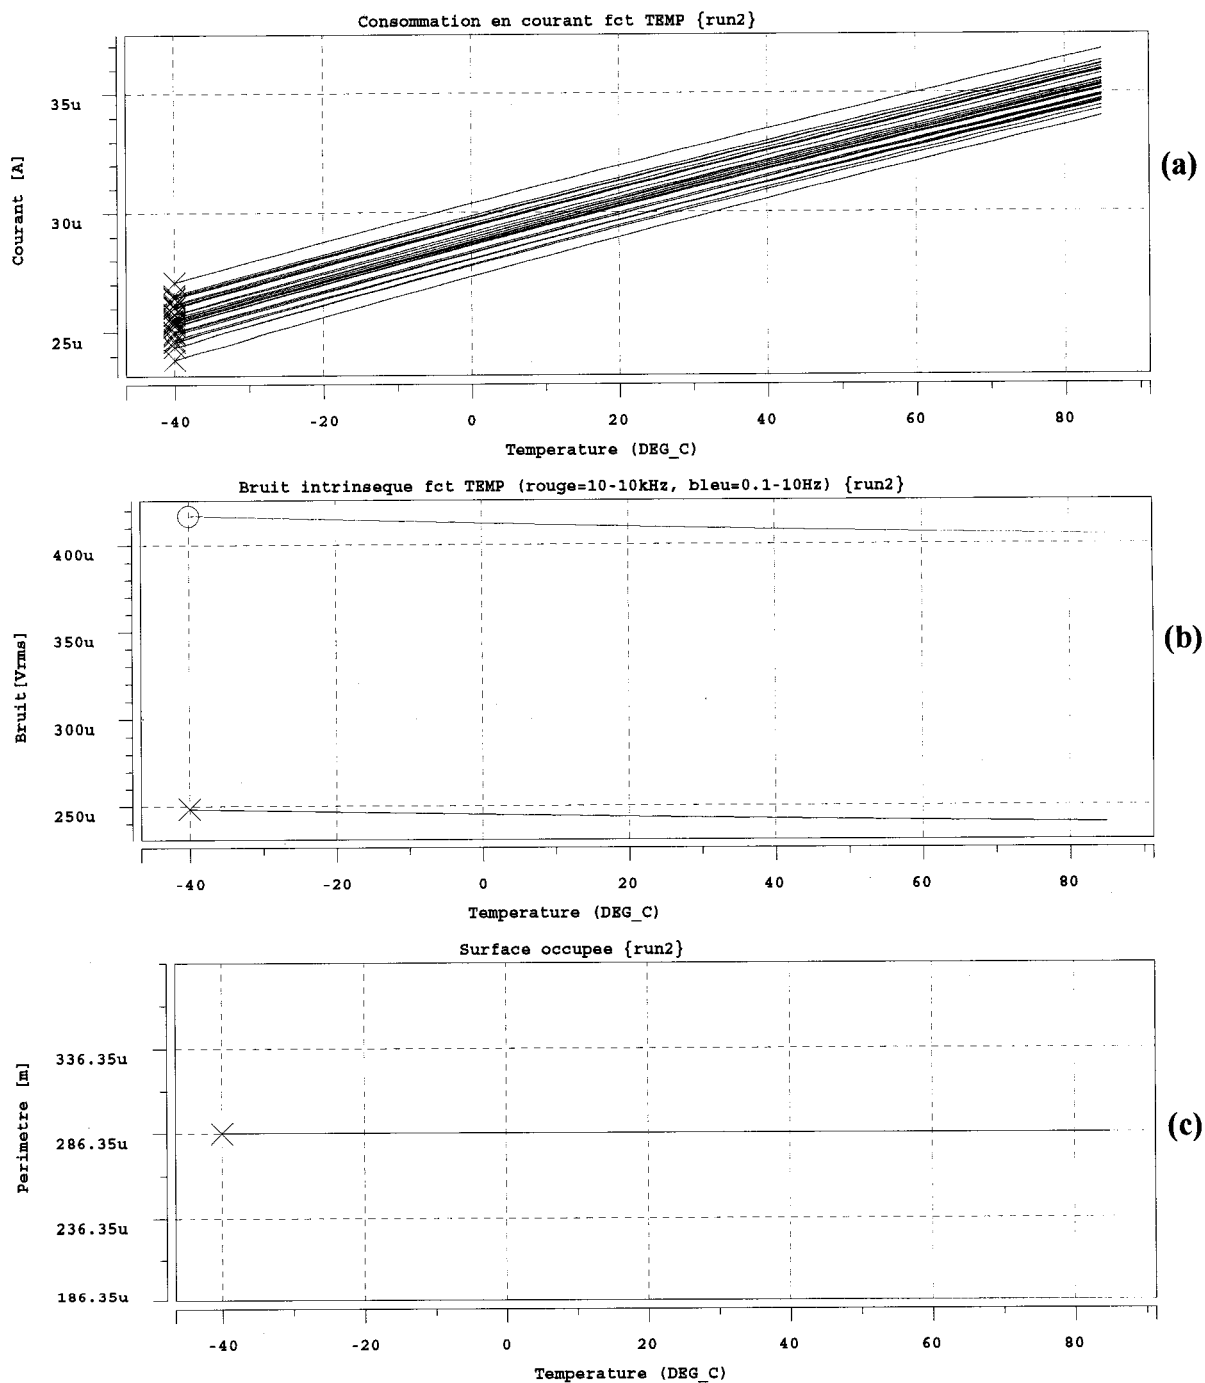 Consommation en courant fct TEMP {run2}
35u
30u
25u
Courant [A]
(a)
-40 -20 0 20 40 60 80
Temperature (DEG_C)
Bruit intrinseque fct TEMP (rouge=10-10kHz, bleu=0.1-10Hz) {run2}
400u
350u
300u
250u
Bruit[Vrms]
(b)
-40 -20 0 20 40 60 80
Temperature (DEG_C)
Surface occupee {run2}
336.35u
286.35u
236.35u
186.35u
Perimetre [m]
(c)
-40 -20 0 20 40 60 80
Temperature (DEG_C)